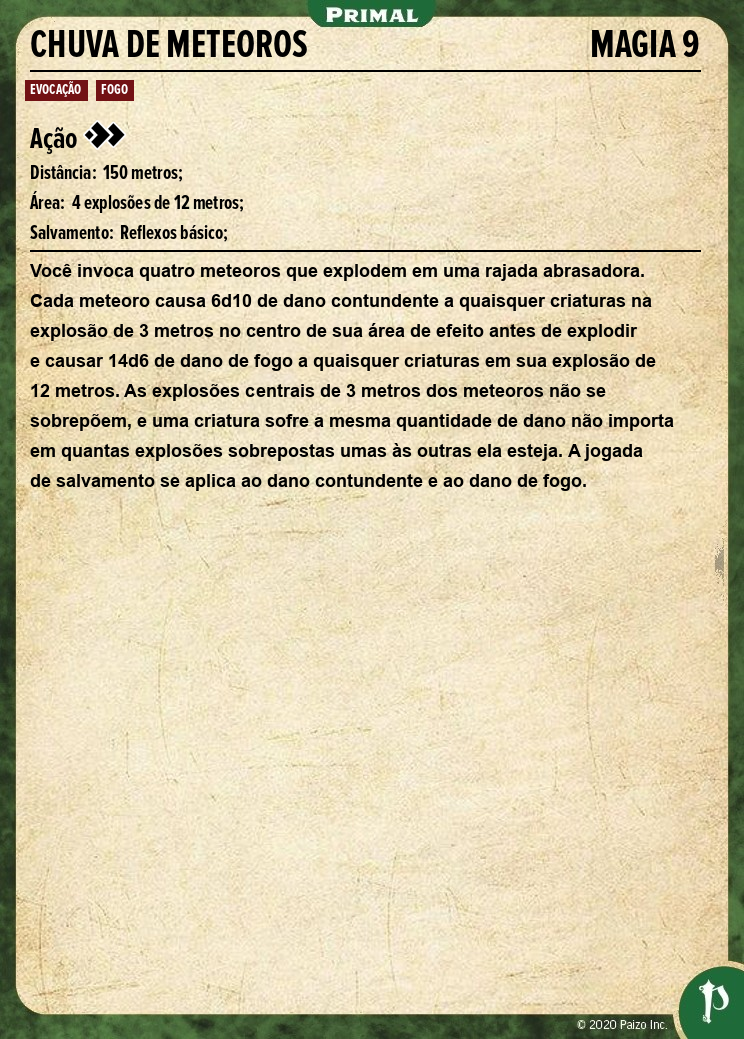 PRIMAL
CHUVA DE METEOROS MAGIA 9
EVOCAÇÃO FOGO
Ação
Distância: 150 metros;
Área: 4 explosões de 12 metros;
Salvamento: Reflexos básico;
Você invoca quatro meteoros que explodem em uma rajada abrasadora.
Cada meteoro causa 6d10 de dano contundente a quaisquer criaturas na
explosão de 3 metros no centro de sua área de efeito antes de explodir
e causar 14d6 de dano de fogo a quaisquer criaturas em sua explosão de
12 metros. As explosões centrais de 3 metros dos meteoros não se
sobrepõem, e uma criatura sofre a mesma quantidade de dano não importa
em quantas explosões sobrepostas umas às outras ela esteja. A jogada
de salvamento se aplica ao dano contundente e ao dano de fogo.
© 2020 Paizo Inc.
P